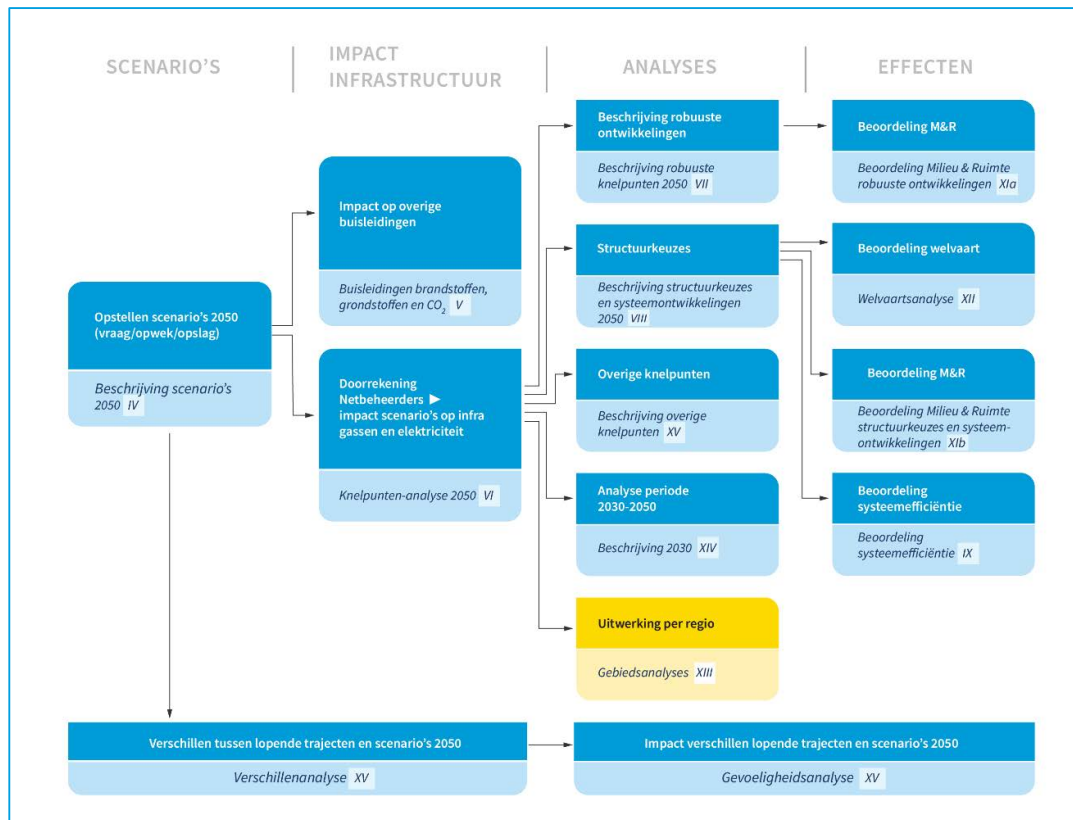 SCENARIO'S
IMPACT
INFRASTRUCTUUR
ANALYSES
EFFECTEN
Opstellen scenario's 2050
(vraag/opwek/opslag)
Beschrijving scenario's
2050 IV
Impact op overige
buisleidingen
Buisleidingen brandstoffen,
grondstoffen en CO₂ V
Doorrekening
Netbeheerders ▶
impact scenario's op infra
gassen en elektriciteit
Knelpunten-analyse 2050 VI
Beschrijving robuuste
ontwikkelingen
Beschrijving robuuste
knelpunten 2050 VII
Structuurkeuzes
Beschrijving structuurkeuzes
en systeemontwikkelingen
2050 VIII
Overige knelpunten
Beschrijving overige
knelpunten XV
Analyse periode
2030-2050
Beschrijving 2030 XIV
Uitwerking per regio
Gebiedsanalyses XIII
Beoordeling M&R
Beoordeling Milieu & Ruimte
robuuste ontwikkelingen XIa
Beoordeling welvaart
Welvaartsanalyse XII
Beoordeling M&R
Beoordeling Milieu & Ruimte
structuurkeuzes en systeem-
ontwikkelingen XIb
Beoordeling
systeemefficiëntie
Beoordeling
systeemefficiëntie IX
Verschillen tussen lopende trajecten en scenario's 2050
Verschillenanalyse XV
Impact verschillen lopende trajecten en scenario's 2050
Gevoeligheidsanalyse XV